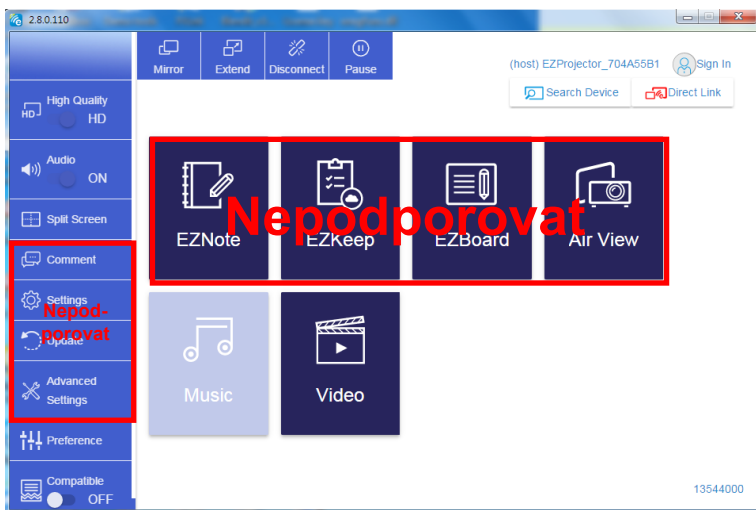 2.8.0.110
Mirror Extend Disconnect Pause
(host) EZProjector_704A55B1 Sign In
Search Device Direct Link
High Quality
HD HD
Audio
ON
Split Screen
Comment
Settings
Nepod-
porovat
Update
Advanced
Settings
Preference
Compatible
OFF
Nepodporovat
EZNote EZKeep EZBoard Air View
Music Video
13544000